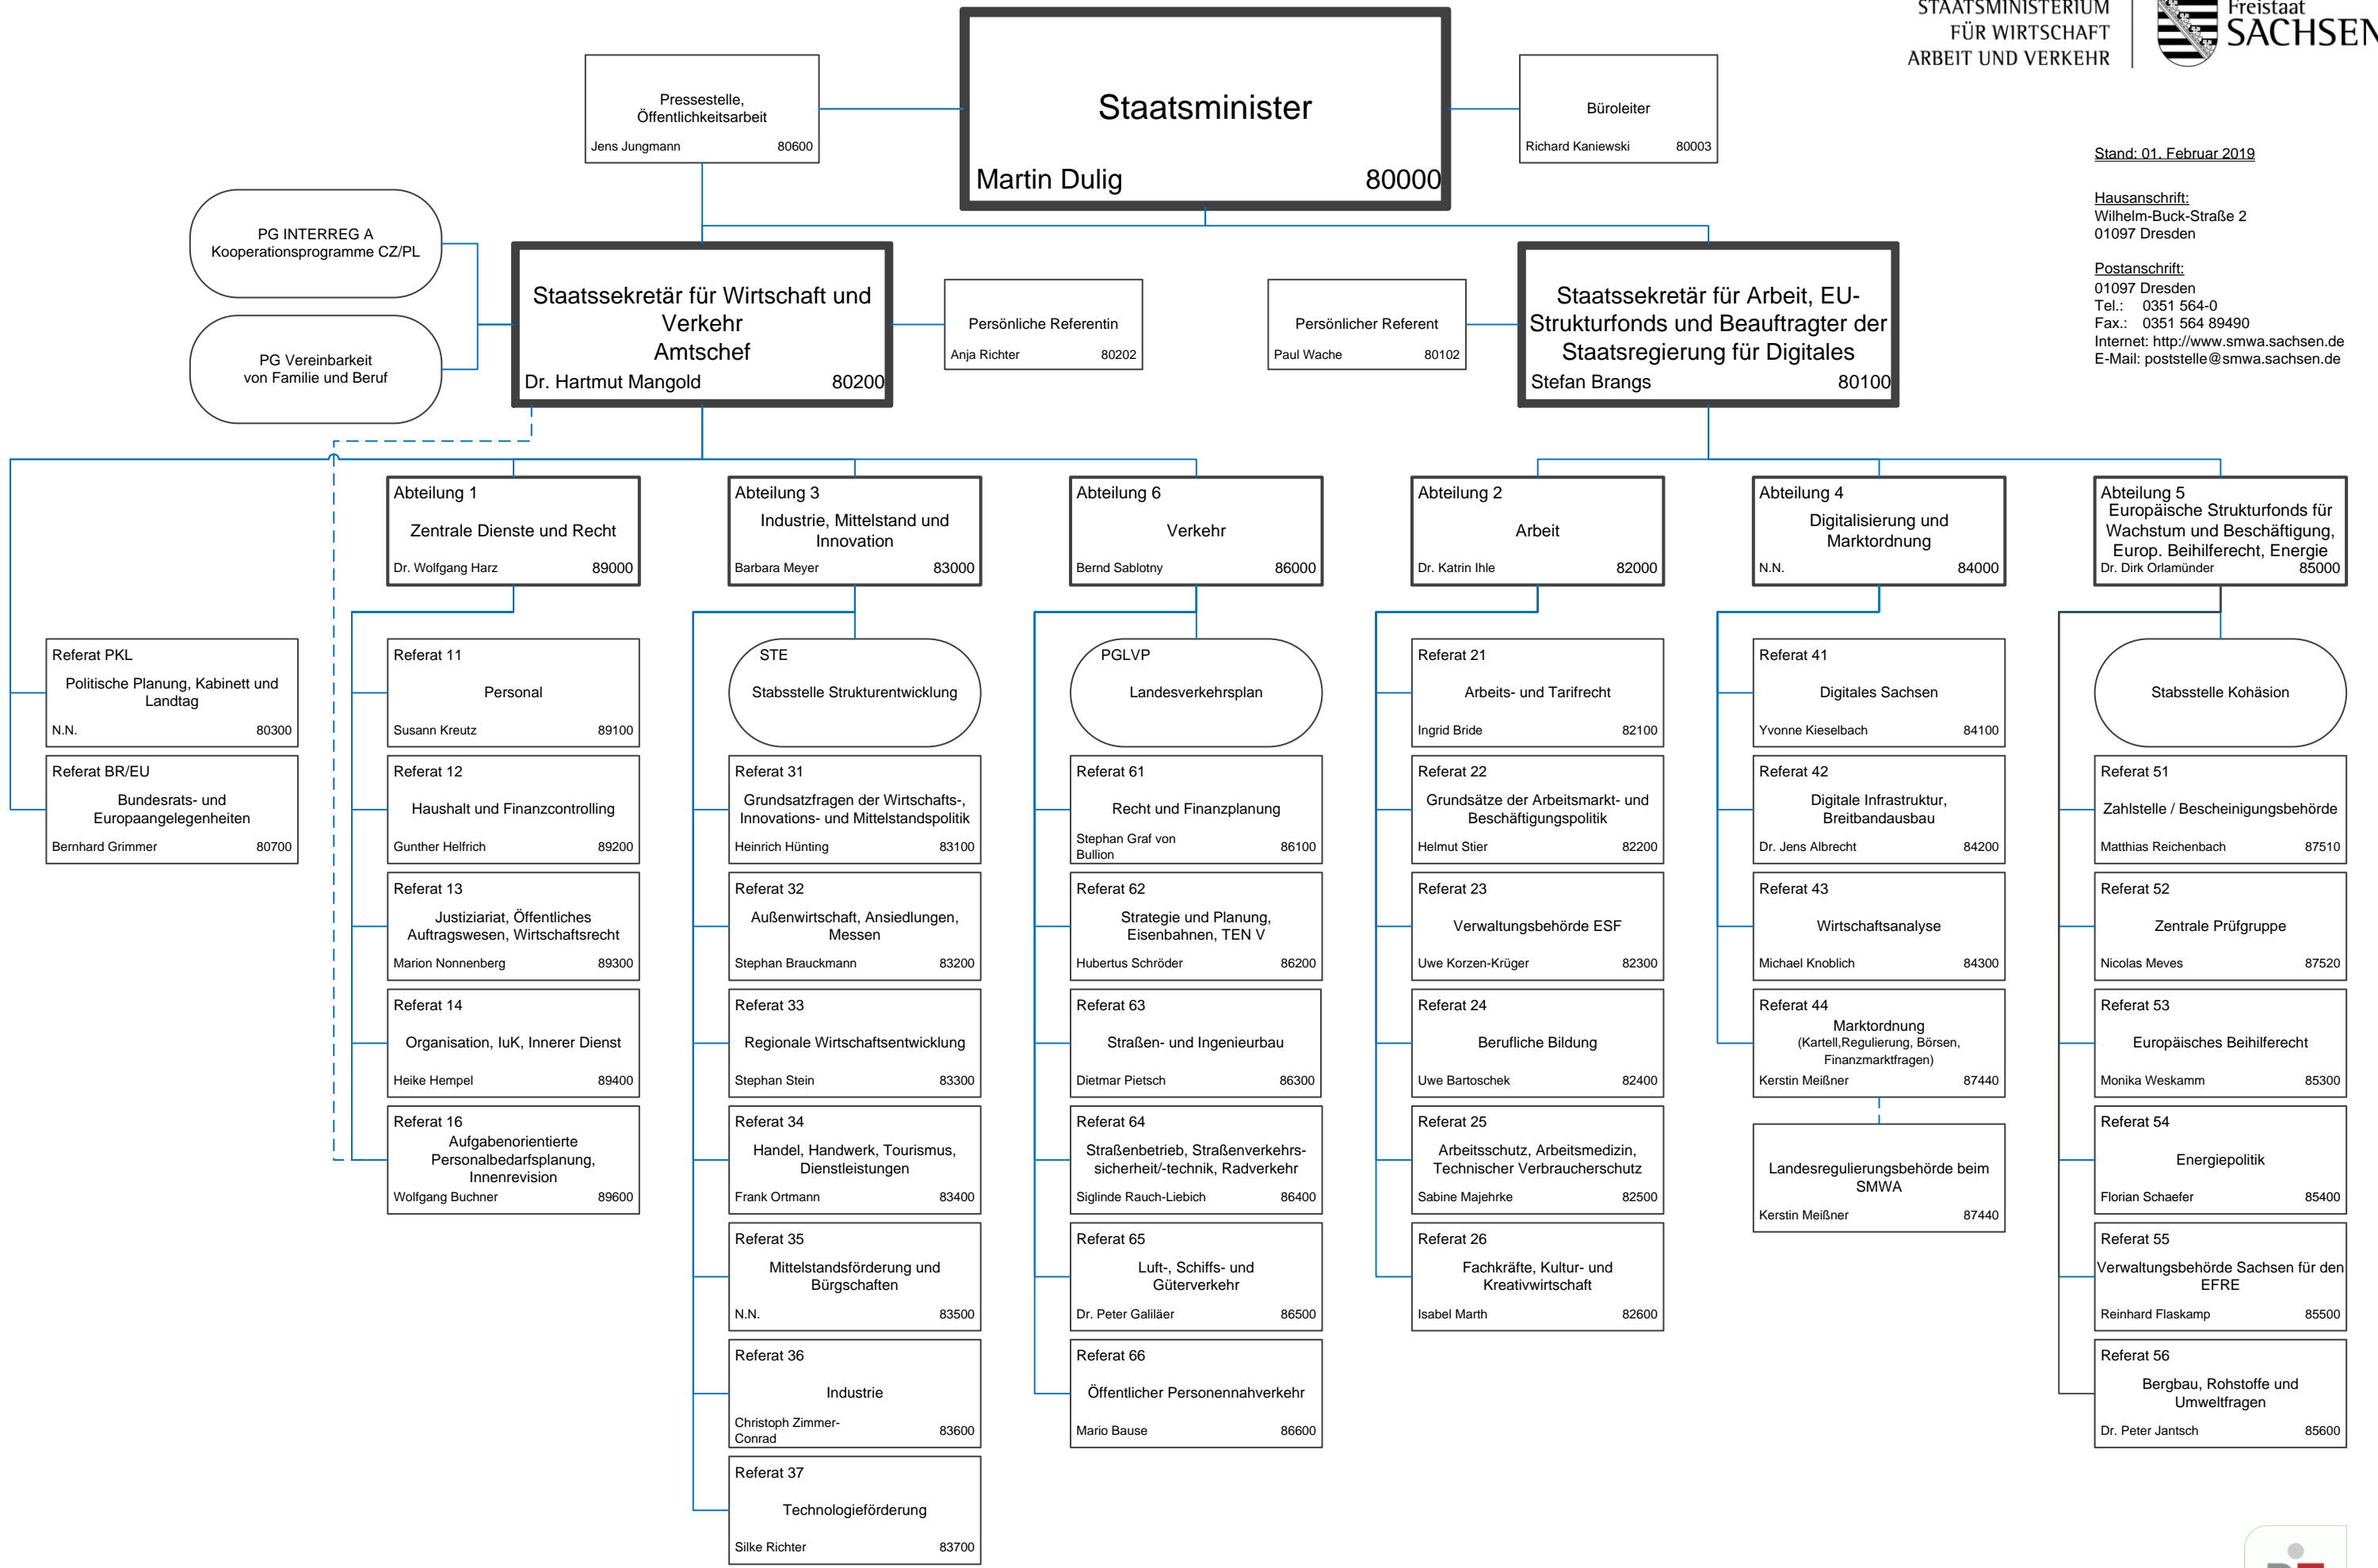 STAATSMINISTERIUM
FÜR WIRTSCHAFT
ARBEIT UND VERKEHR
Freistaat
SACHSEN
Pressestelle,
Öffentlichkeitsarbeit
Jens Jungmann 80600
Staatsminister
Martin Dulig 80000
Büroleiter
Richard Kaniewski 80003
Stand: 01. Februar 2019
Hausanschrift:
Wilhelm-Buck-Straße 2
01097 Dresden
Postanschrift:
01097 Dresden
Tel.: 0351 564-0
Fax.: 0351 564 89490
Internet: http://www.smwa.sachsen.de
E-Mail: poststelle@smwa.sachsen.de
PG INTERREG A
Kooperationsprogramme CZ/PL
PG Vereinbarkeit
von Familie und Beruf
Staatssekretär für Wirtschaft und
Verkehr
Amtschef
Dr. Hartmut Mangold 80200
Persönliche Referentin
Anja Richter 80202
Persönlicher Referent
Paul Wache 80102
Staatssekretär für Arbeit, EU-
Strukturfonds und Beauftragter der
Staatsregierung für Digitales
Stefan Brangs 80100
Referat PKL
Politische Planung, Kabinett und
Landtag
N.N. 80300
Referat BR/EU
Bundesrats- und
Europaangelegenheiten
Bernhard Grimmer 80700
Abteilung 1
Zentrale Dienste und Recht
Dr. Wolfgang Harz 89000
Referat 11
Personal
Susann Kreutz 89100
Referat 12
Haushalt und Finanzcontrolling
Gunther Helfrich 89200
Referat 13
Justiziariat, Öffentliches
Auftragswesen, Wirtschaftsrecht
Marion Nonnenberg 89300
Referat 14
Organisation, IuK, Innerer Dienst
Heike Hempel 89400
Referat 16
Aufgabenorientierte
Personalbedarfsplanung,
Innenrevision
Wolfgang Buchner 89600
Abteilung 3
Industrie, Mittelstand und
Innovation
Barbara Meyer 83000
STE
Stabsstelle Strukturentwicklung
Referat 31
Grundsatzfragen der Wirtschafts-,
Innovations- und Mittelstandspolitik
Heinrich Hünting 83100
Referat 32
Außenwirtschaft, Ansiedlungen,
Messen
Stephan Brauckmann 83200
Referat 33
Regionale Wirtschaftsentwicklung
Stephan Stein 83300
Referat 34
Handel, Handwerk, Tourismus,
Dienstleistungen
Frank Ortmann 83400
Referat 35
Mittelstandsförderung und
Bürgschaften
N.N. 83500
Referat 36
Industrie
Christoph Zimmer-
Conrad 83600
Referat 37
Technologieförderung
Silke Richter 83700
Abteilung 6
Verkehr
Bernd Sablotny 86000
PGLVP
Landesverkehrsplan
Referat 61
Recht und Finanzplanung
Stephan Graf von
Bullion 86100
Referat 62
Strategie und Planung,
Eisenbahnen, TEN V
Hubertus Schröder 86200
Referat 63
Straßen- und Ingenieurbau
Dietmar Pietsch 86300
Referat 64
Straßenbetrieb, Straßenverkehrs-
sicherheit/-technik, Radverkehr
Siglinde Rauch-Liebich 86400
Referat 65
Luft-, Schiffs- und
Güterverkehr
Dr. Peter Galiläer 86500
Referat 66
Öffentlicher Personennahverkehr
Mario Bause 86600
Abteilung 2
Arbeit
Dr. Katrin Ihle 82000
Referat 21
Arbeits- und Tarifrecht
Ingrid Bride 82100
Referat 22
Grundsätze der Arbeitsmarkt- und
Beschäftigungspolitik
Helmut Stier 82200
Referat 23
Verwaltungsbehörde ESF
Uwe Korzen-Krüger 82300
Referat 24
Berufliche Bildung
Uwe Bartoschek 82400
Referat 25
Arbeitsschutz, Arbeitsmedizin,
Technischer Verbraucherschutz
Sabine Majehrke 82500
Referat 26
Fachkräfte, Kultur- und
Kreativwirtschaft
Isabel Marth 82600
Abteilung 4
Digitalisierung und
Marktordnung
N.N. 84000
Referat 41
Digitales Sachsen
Yvonne Kieselbach 84100
Referat 42
Digitale Infrastruktur,
Breitbandausbau
Dr. Jens Albrecht 84200
Referat 43
Wirtschaftsanalyse
Michael Knoblich 84300
Referat 44
Marktordnung
(Kartell,Regulierung, Börsen,
Finanzmarktfragen)
Kerstin Meißner 87440
Landesregulierungsbehörde beim
SMWA
Kerstin Meißner 87440
Abteilung 5
Europäische Strukturfonds für
Wachstum und Beschäftigung,
Europ. Beihilferecht, Energie
Dr. Dirk Orlamünder 85000
Stabsstelle Kohäsion
Referat 51
Zahlstelle / Bescheinigungsbehörde
Matthias Reichenbach 87510
Referat 52
Zentrale Prüfgruppe
Nicolas Meves 87520
Referat 53
Europäisches Beihilferecht
Monika Weskamm 85300
Referat 54
Energiepolitik
Florian Schaefer 85400
Referat 55
Verwaltungsbehörde Sachsen für den
EFRE
Reinhard Flaskamp 85500
Referat 56
Bergbau, Rohstoffe und
Umweltfragen
Dr. Peter Jantsch 85600